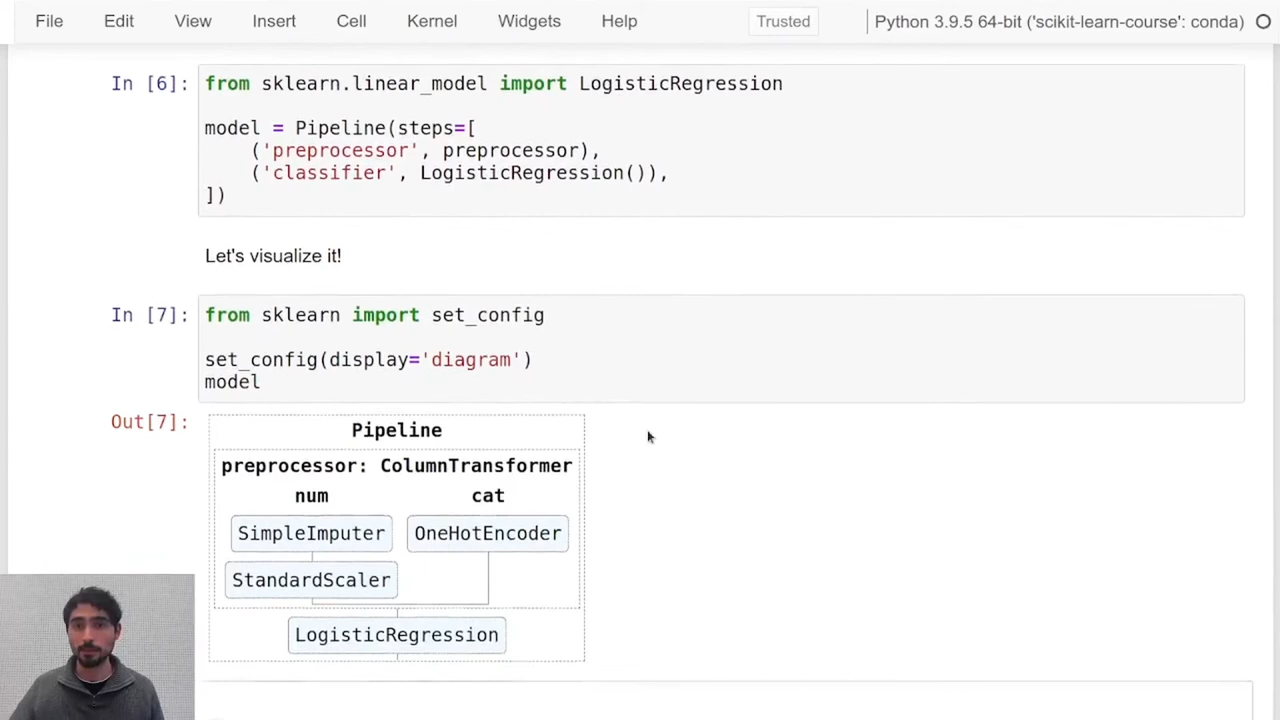 File Edit View Insert Cell Kernel Widgets Help Trusted Python 3.9.5 64-bit ('scikit-learn-course': conda)
In [6]: from sklearn.linear_model import LogisticRegression
model = Pipeline(steps=[
('preprocessor', preprocessor),
('classifier', LogisticRegression()),
])
Let's visualize it!
In [7]: from sklearn import set_config
set_config(display='diagram')
model
Out[7]:
Pipeline
preprocessor: ColumnTransformer
num cat
SimpleImputer OneHotEncoder
StandardScaler
LogisticRegression